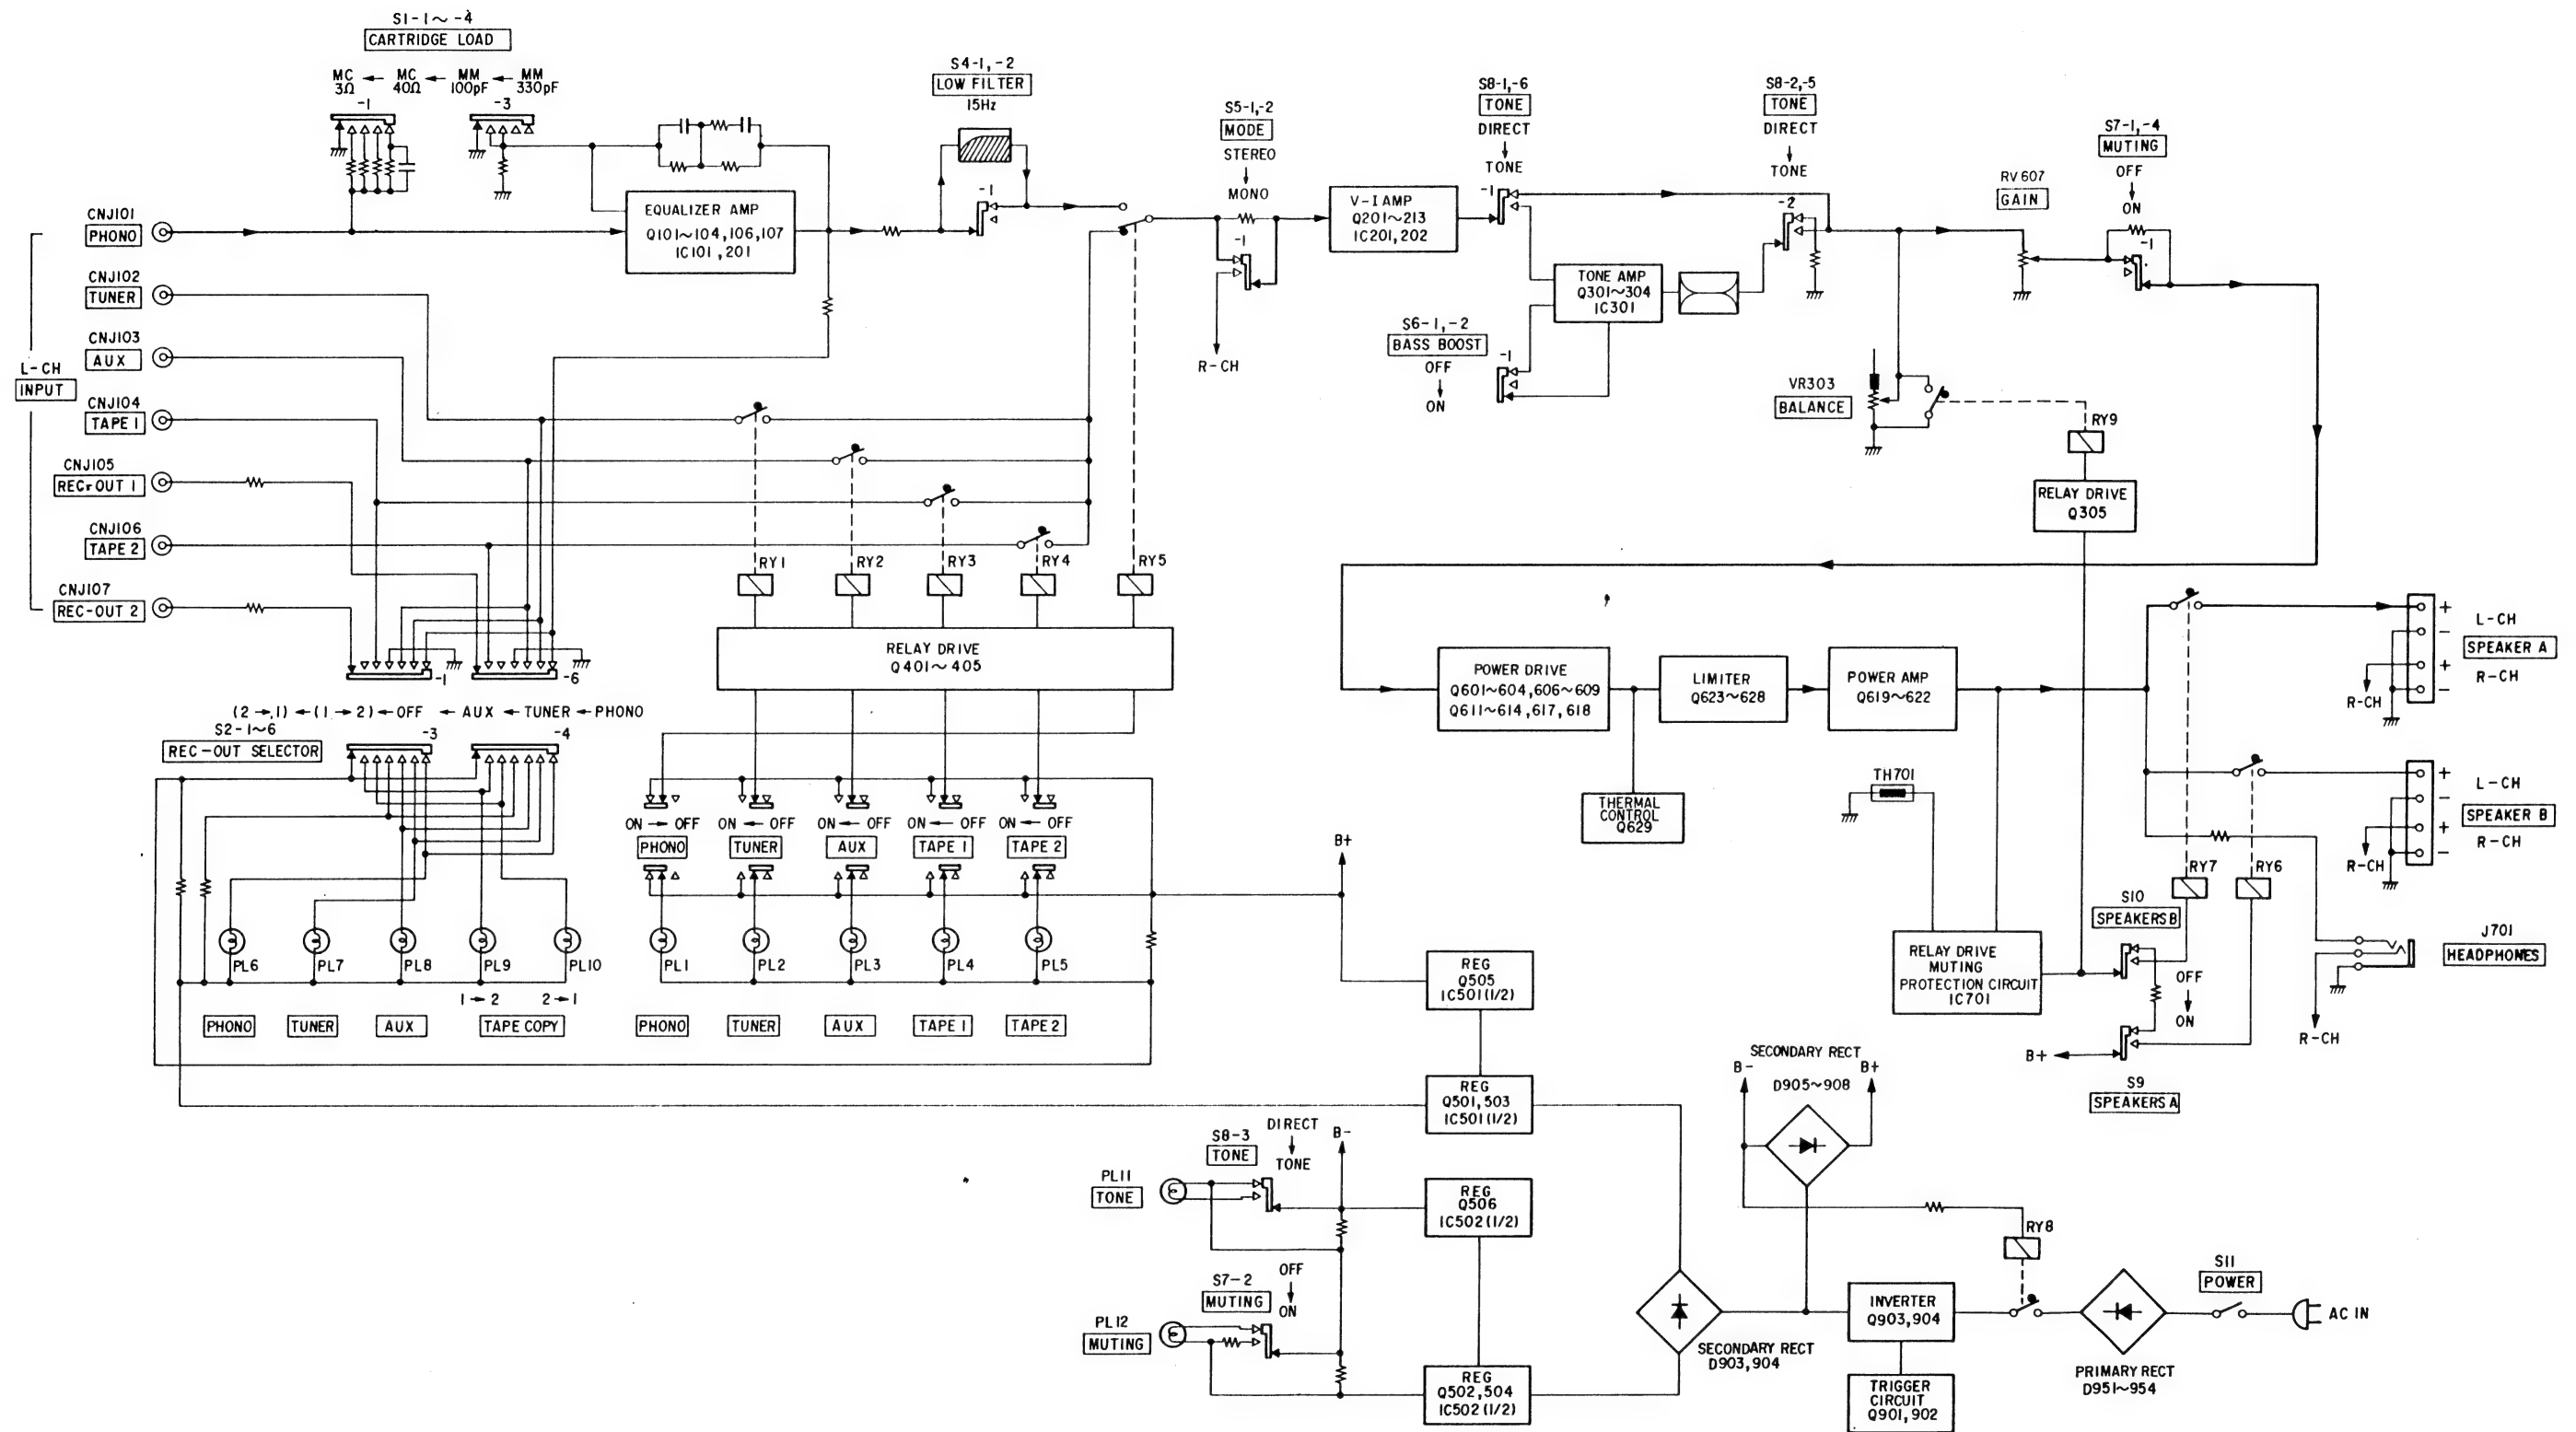 S1-1~-4
CARTRIDGE LOAD
MC ← MC ← MM ← MM
3Ω 40Ω 100pF 330pF
-1
-3
S4-1,-2
LOW FILTER
15Hz
-1
S5-1,-2
MODE
STEREO
↓
MONO
-1
R-CH
S8-1,-6
TONE
DIRECT
↓
TONE
-1
S8-2,-5
TONE
DIRECT
↓
TONE
-2
S7-1,-4
MUTING
OFF
↓
ON
-1
RV607
GAIN
CNJ101
PHONO
CNJ102
TUNER
CNJ103
AUX
L-CH
INPUT
CNJ104
TAPE 1
CNJ105
REC-OUT 1
CNJ106
TAPE 2
CNJ107
REC-OUT 2
EQUALIZER AMP
Q101~104,106,107
IC101,201
V-I AMP
Q201~213
IC201,202
TONE AMP
Q301~304
IC301
S6-1,-2
BASS BOOST
OFF
↓
ON
-1
VR303
BALANCE
RY9
RELAY DRIVE
Q305
RY1
RY2
RY3
RY4
RY5
RELAY DRIVE
Q401~405
-1
-6
(2→1)←(1→2)←OFF ←AUX ←TUNER ←PHONO
S2-1~6
REC-OUT SELECTOR
-3
-4
ON → OFF
ON ← OFF
ON ← OFF
ON ← OFF
ON ← OFF
PHONO
TUNER
AUX
TAPE 1
TAPE 2
PL6
PL7
PL8
PL9
PL10
PL1
PL2
PL3
PL4
PL5
1→2
2→1
PHONO
TUNER
AUX
TAPE COPY
PHONO
TUNER
AUX
TAPE 1
TAPE 2
B+
POWER DRIVE
Q601~604,606~609
Q611~614,617,618
LIMITER
Q623~628
POWER AMP
Q619~622
THERMAL
CONTROL
Q629
TH701
L-CH
SPEAKER A
R-CH
+
−
+
−
R-CH
L-CH
SPEAKER B
R-CH
+
−
+
−
R-CH
RY7
RY6
S10
SPEAKERS B
OFF
↓
ON
RELAY DRIVE
MUTING
PROTECTION CIRCUIT
IC701
J701
HEADPHONES
R-CH
B+
S9
SPEAKERS A
REG
Q505
IC501(1/2)
REG
Q501,503
IC501(1/2)
REG
Q506
IC502(1/2)
REG
Q502,504
IC502(1/2)
SECONDARY RECT
D905~908
B-
B+
S8-3
TONE
DIRECT
↓
TONE
B-
PL11
TONE
S7-2
MUTING
OFF
↓
ON
PL12
MUTING
SECONDARY RECT
D903,904
RY8
INVERTER
Q903,904
TRIGGER
CIRCUIT
Q901,902
PRIMARY RECT
D951~954
S11
POWER
AC IN